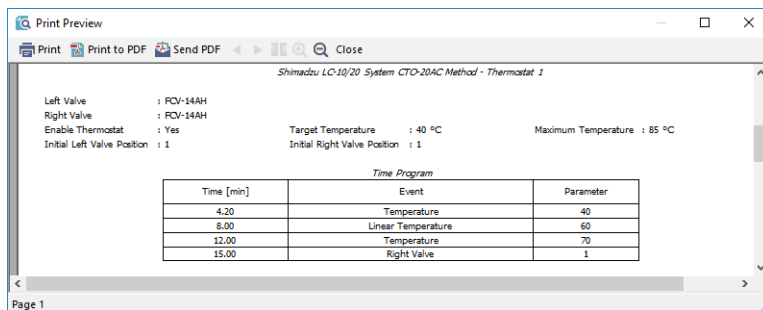 Print Preview
Print Print to PDF Send PDF Close
Shimadzu LC-10/20 System CTO-20AC Method - Thermostat 1
Left Valve : FCV-14AH
Right Valve : FCV-14AH
Enable Thermostat : Yes Target Temperature : 40 ºC Maximum Temperature : 85 ºC
Initial Left Valve Position : 1 Initial Right Valve Position : 1
Time Program
Time [min] Event Parameter
4.20 Temperature 40
8.00 Linear Temperature 60
12.00 Temperature 70
15.00 Right Valve 1
Page 1